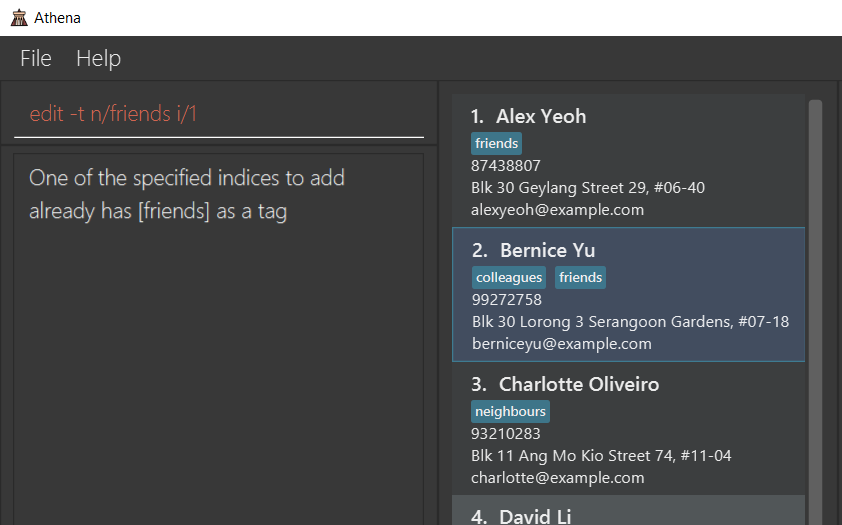 Athena
File Help
edit -t n/friends i/1
One of the specified indices to add
already has [friends] as a tag
1. Alex Yeoh
friends
87438807
Blk 30 Geylang Street 29, #06-40
alexyeoh@example.com
2. Bernice Yu
colleagues friends
99272758
Blk 30 Lorong 3 Serangoon Gardens, #07-18
berniceyu@example.com
3. Charlotte Oliveiro
neighbours
93210283
Blk 11 Ang Mo Kio Street 74, #11-04
charlotte@example.com
4. David Li